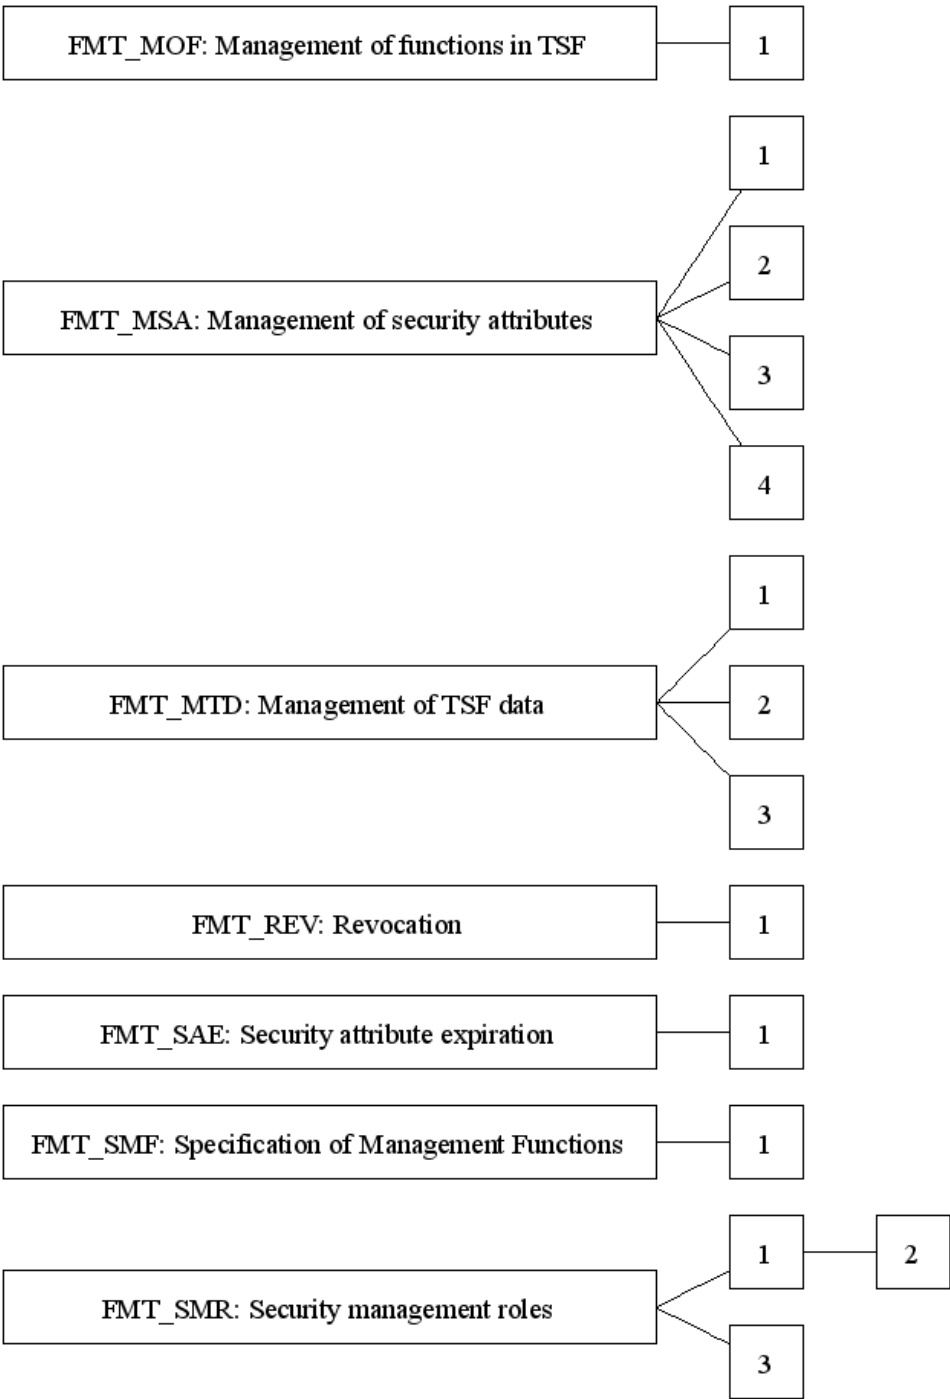 FMT_MOF: Management of functions in TSF
1
1
2
FMT_MSA: Management of security attributes
3
4
1
FMT_MTD: Management of TSF data
2
3
FMT_REV: Revocation
1
FMT_SAE: Security attribute expiration
1
FMT_SMF: Specification of Management Functions
1
1
2
FMT_SMR: Security management roles
3